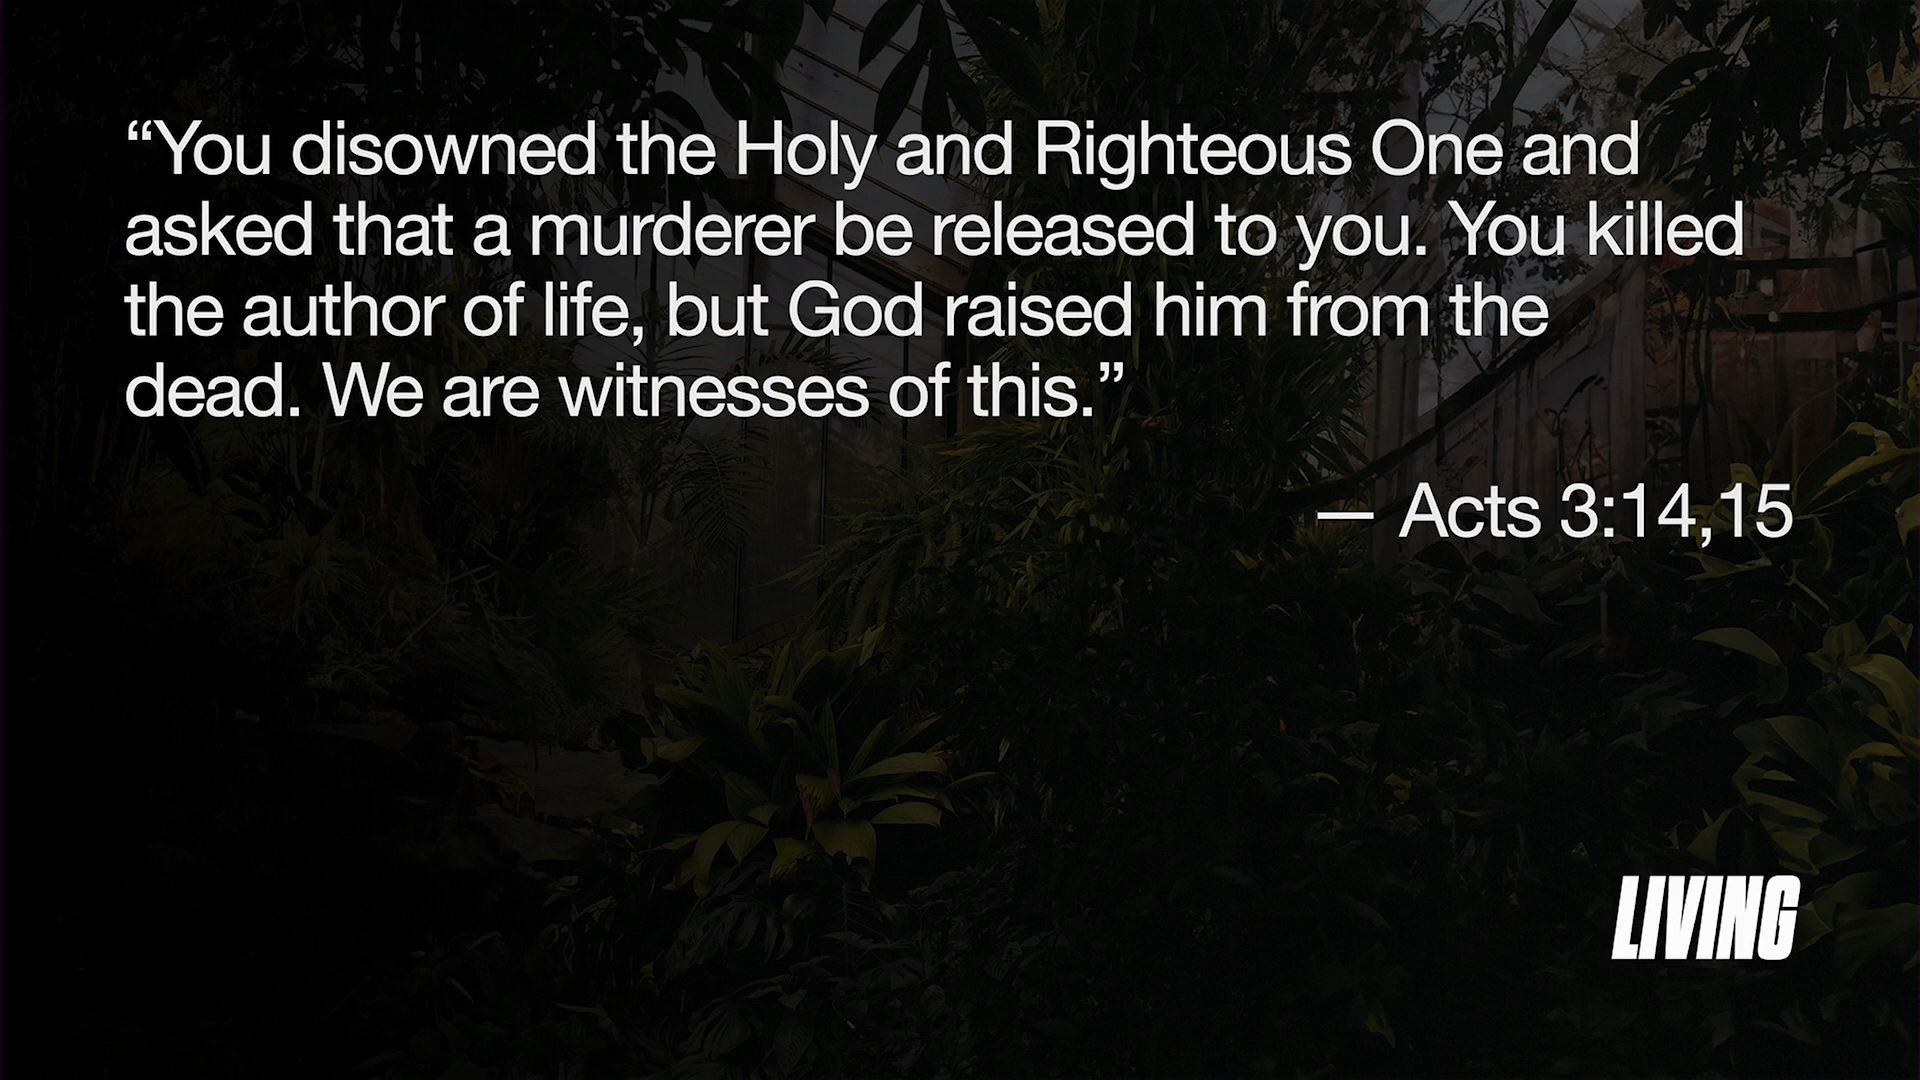 “You disowned the Holy and Righteous One and
asked that a murderer be released to you. You killed
the author of life, but God raised him from the
dead. We are witnesses of this.”
— Acts 3:14,15
LIVING